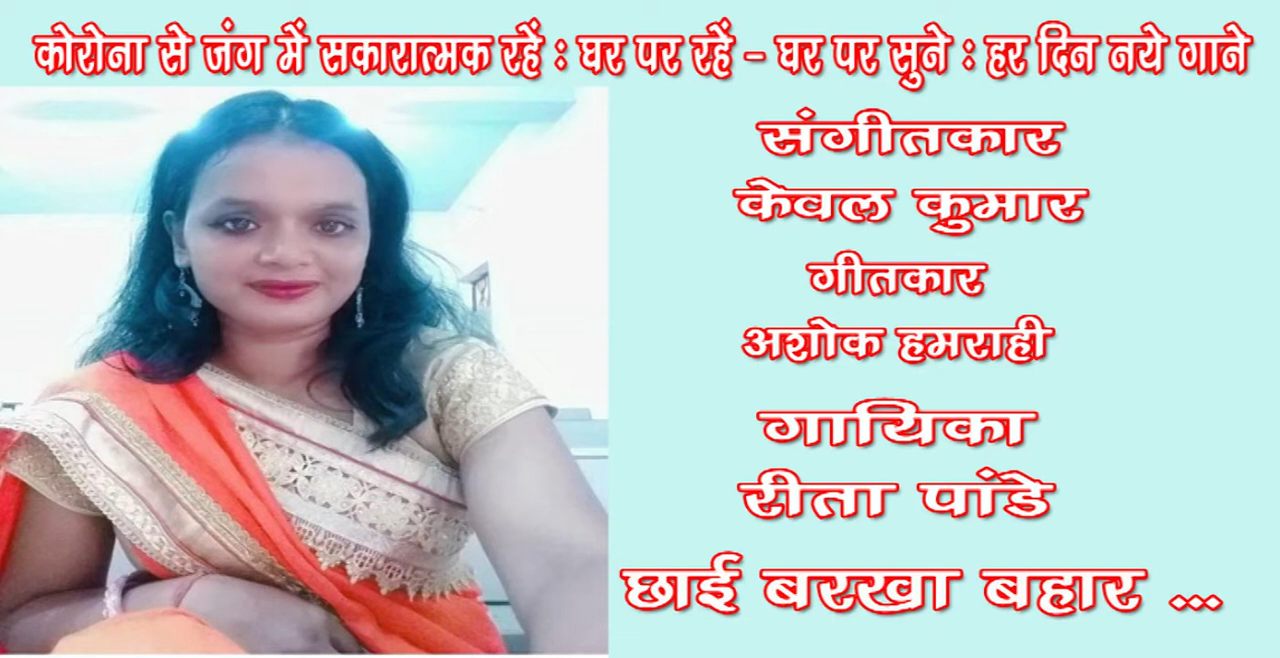 कोरोना से जंग में सकारात्मक रहें : घर पर रहें - घर पर सुने : हर दिन नये गाने
संगीतकार
केवल कुमार
गीतकार
अशोक हमराही
गायिका
रीता पांडे
छाई बरखा बहार ...